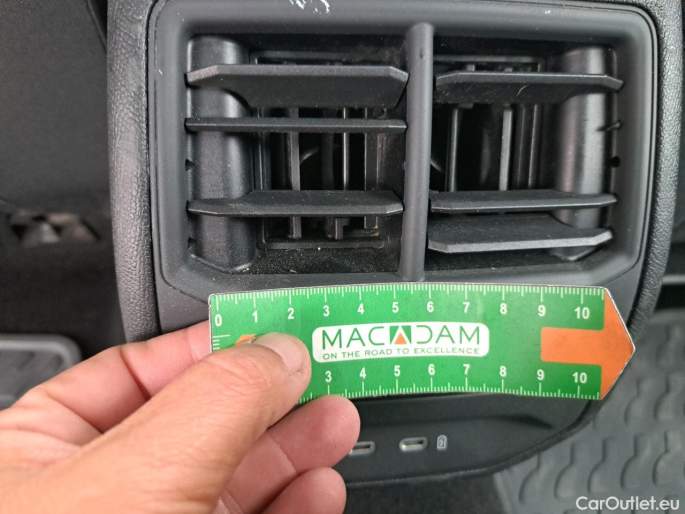 0 1 2 3 4 5 6 7 8 9 10
MACADAM
ON THE ROAD TO EXCELLENCE
3 4 5 6 7 8 9 10
CarOutlet.eu